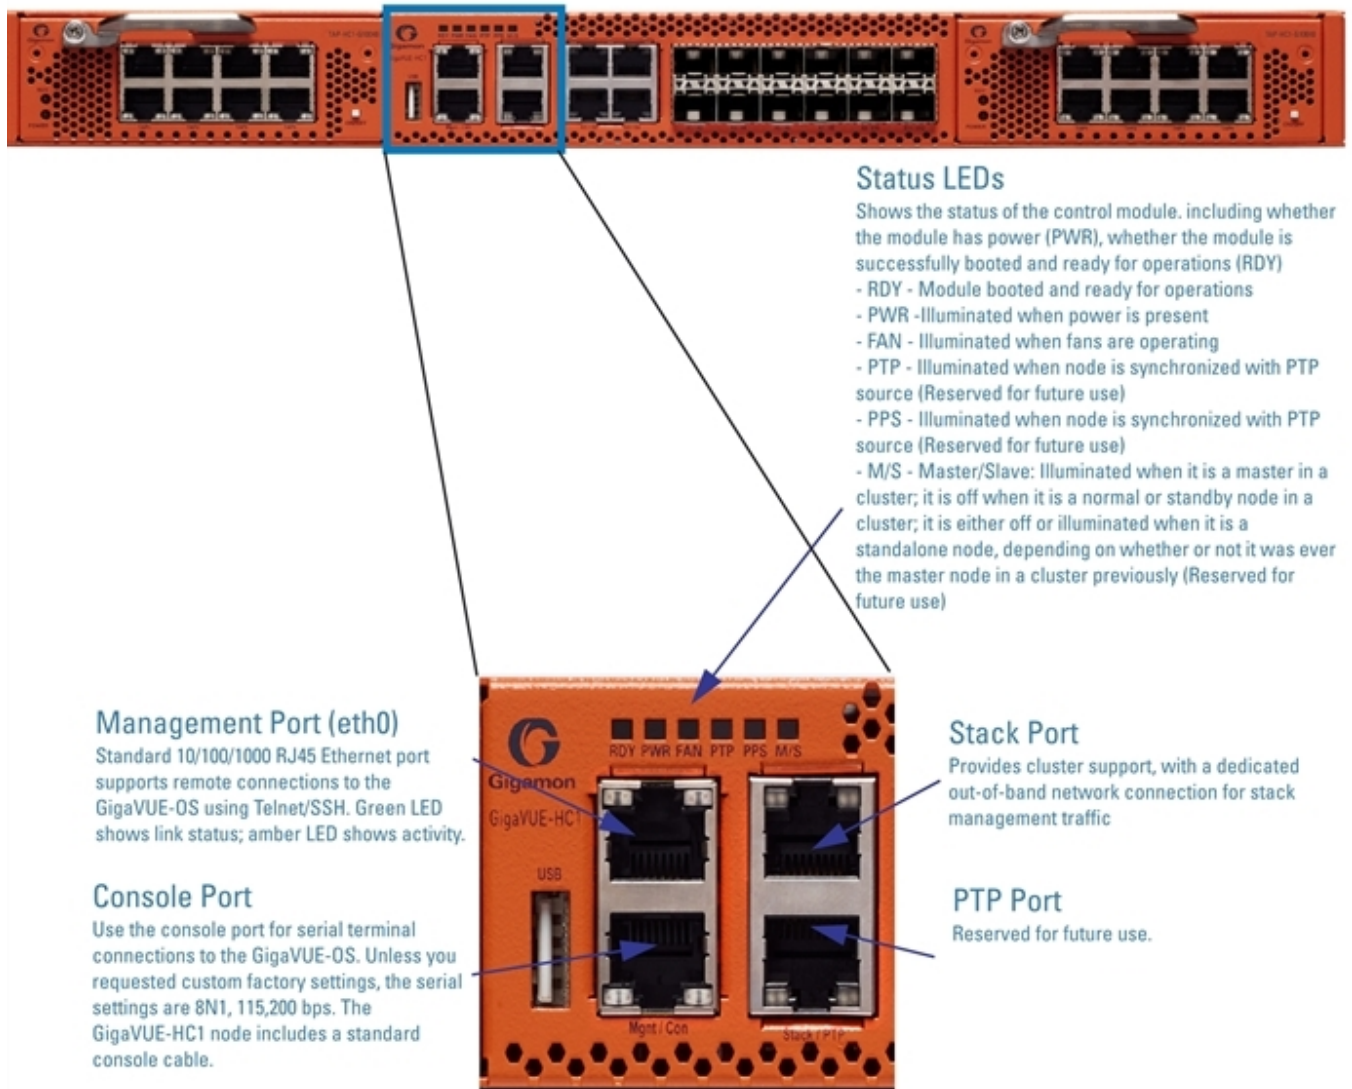 Gigamon
GigaVUE-HC1
Status LEDs
Shows the status of the control module. including whether
the module has power (PWR), whether the module is
successfully booted and ready for operations (RDY)
- RDY - Module booted and ready for operations
- PWR -Illuminated when power is present
- FAN - Illuminated when fans are operating
- PTP - Illuminated when node is synchronized with PTP
source (Reserved for future use)
- PPS - Illuminated when node is synchronized with PTP
source (Reserved for future use)
- M/S - Master/Slave: Illuminated when it is a master in a
cluster; it is off when it is a normal or standby node in a
cluster; it is either off or illuminated when it is a
standalone node, depending on whether or not it was ever
the master node in a cluster previously (Reserved for
future use)
Management Port (eth0)
Standard 10/100/1000 RJ45 Ethernet port
supports remote connections to the
GigaVUE-OS using Telnet/SSH. Green LED
shows link status; amber LED shows activity.
Console Port
Use the console port for serial terminal
connections to the GigaVUE-OS. Unless you
requested custom factory settings, the serial
settings are 8N1, 115,200 bps. The
GigaVUE-HC1 node includes a standard
console cable.
RDY PWR FAN PTP PPS M/S
Gigamon
GigaVUE-HC1
USB
Mgnt / Con
Stack / PTP
Stack Port
Provides cluster support, with a dedicated
out-of-band network connection for stack
management traffic
PTP Port
Reserved for future use.